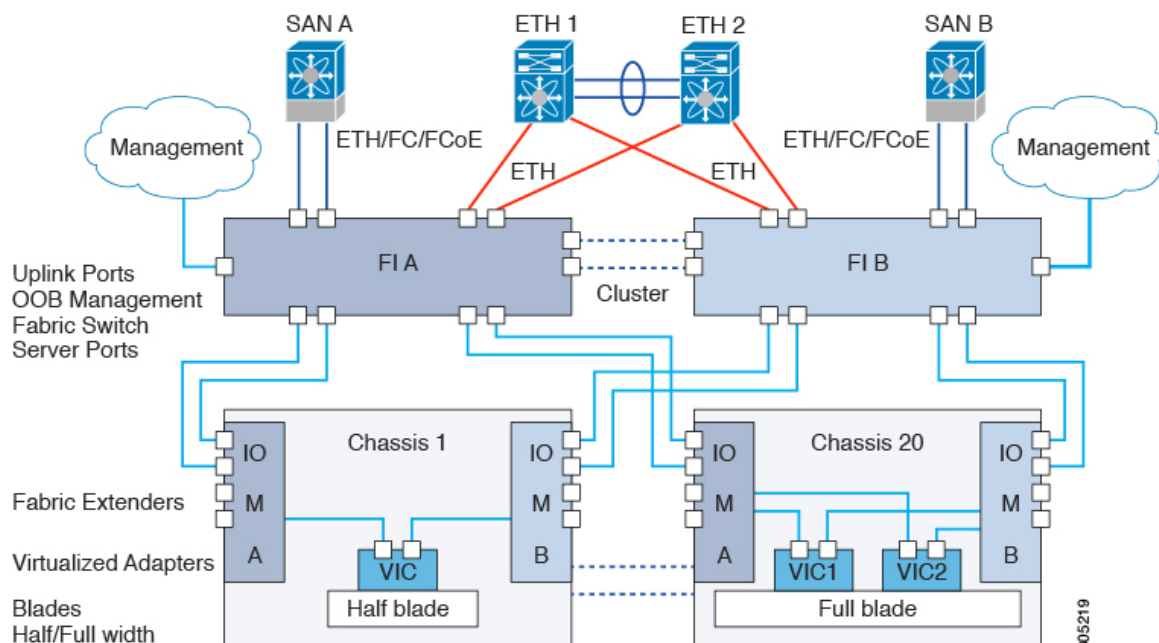 SAN A
ETH 1
ETH 2
SAN B
Management
ETH/FC/FCoE
ETH
ETH
ETH/FC/FCoE
Management
FI A
FI B
Cluster
Uplink Ports
OOB Management
Fabric Switch
Server Ports
Chassis 1
Chassis 20
IO
M
A
IO
M
B
IO
M
A
IO
M
B
Fabric Extenders
Virtualized Adapters
VIC
VIC1
VIC2
Blades
Half/Full width
Half blade
Full blade
05219